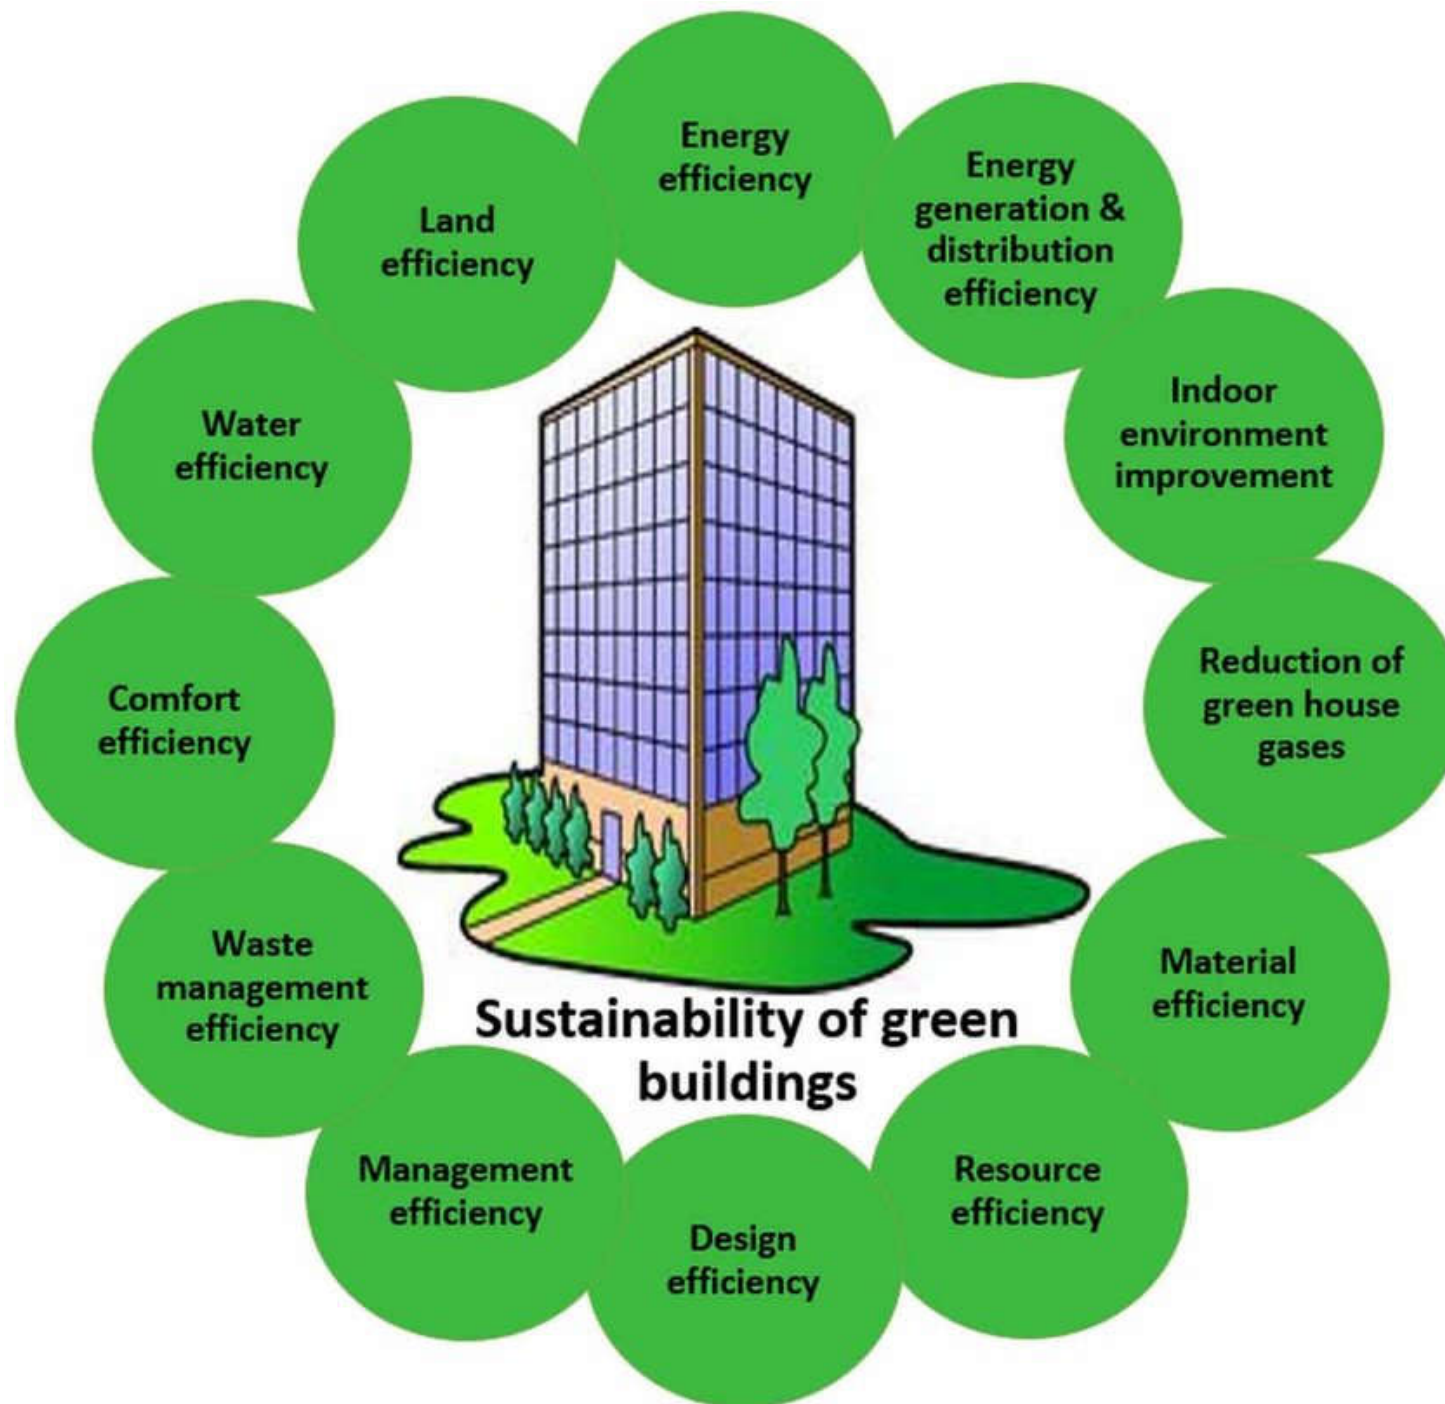 Energy
efficiency
Energy
generation &
distribution
efficiency
Indoor
environment
improvement
Reduction of
green house
gases
Material
efficiency
Resource
efficiency
Design
efficiency
Management
efficiency
Waste
management
efficiency
Comfort
efficiency
Water
efficiency
Land
efficiency
Sustainability of green
buildings